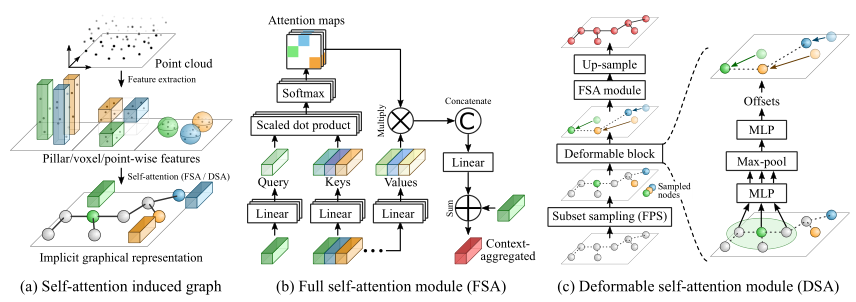 Point cloud
Feature extraction
Pillar/voxel/point-wise features
Self-attention (FSA / DSA)
Implicit graphical representation
(a) Self-attention induced graph
Attention maps
Softmax
Scaled dot product
Multiply
Concatenate
C
Query
Keys
Values
Linear
Linear
Linear
Linear
Sum
Context-
aggregated
(b) Full self-attention module (FSA)
Up-sample
FSA module
Deformable block
Sampled
nodes
Subset sampling (FPS)
Offsets
MLP
Max-pool
MLP
(c) Deformable self-attention module (DSA)